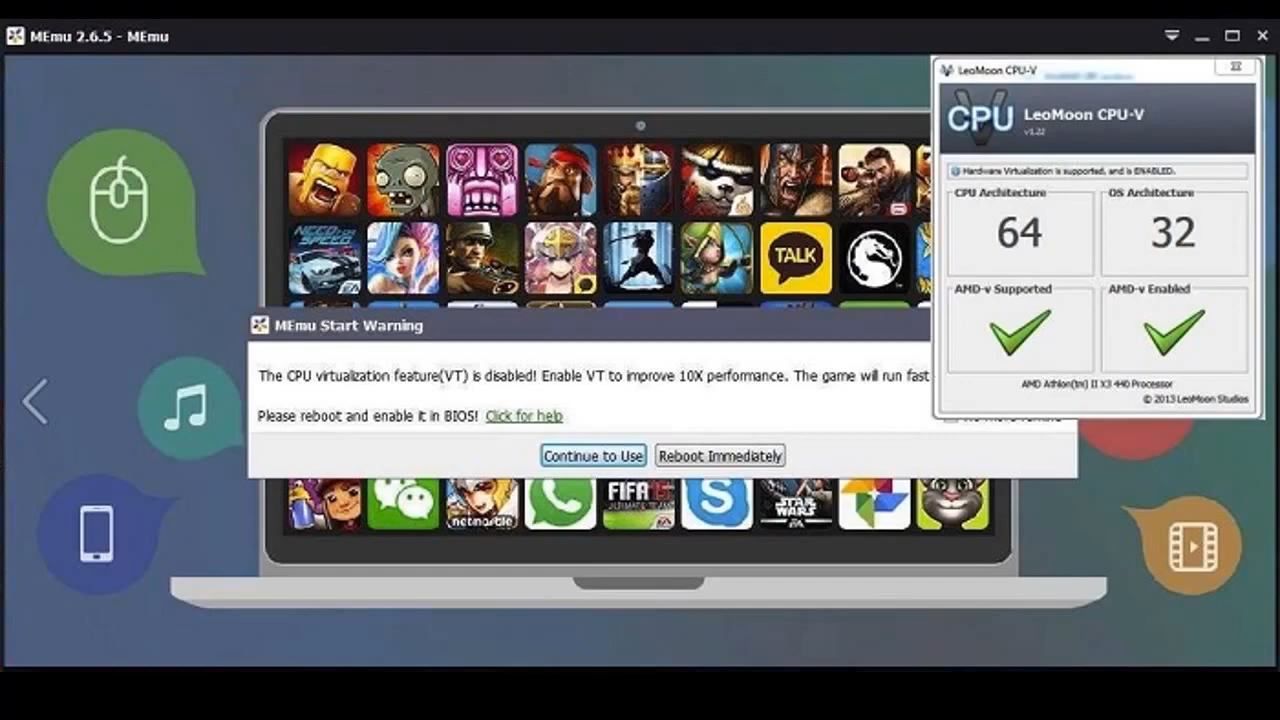 MEmu 2.6.5 - MEmu
LeoMoon CPU-V
CPU
LeoMoon CPU-V
v1.22
Hardware Virtualization is supported, and is ENABLED.
CPU Architecture
OS Architecture
64
32
AMD-v Supported
AMD-v Enabled
AMD Athlon(tm) II X3 440 Processor
© 2013 LeoMoon Studios
NEED FOR
SPEED
TALK
MEmu Start Warning
The CPU virtualization feature(VT) is disabled! Enable VT to improve 10X performance. The game will run fast
Please reboot and enable it in BIOS! Click for help
Continue to Use
Reboot Immediately
netmarble
FIFA 15
ULTIMATE TEAM
EA
S
STAR
WARS
EA